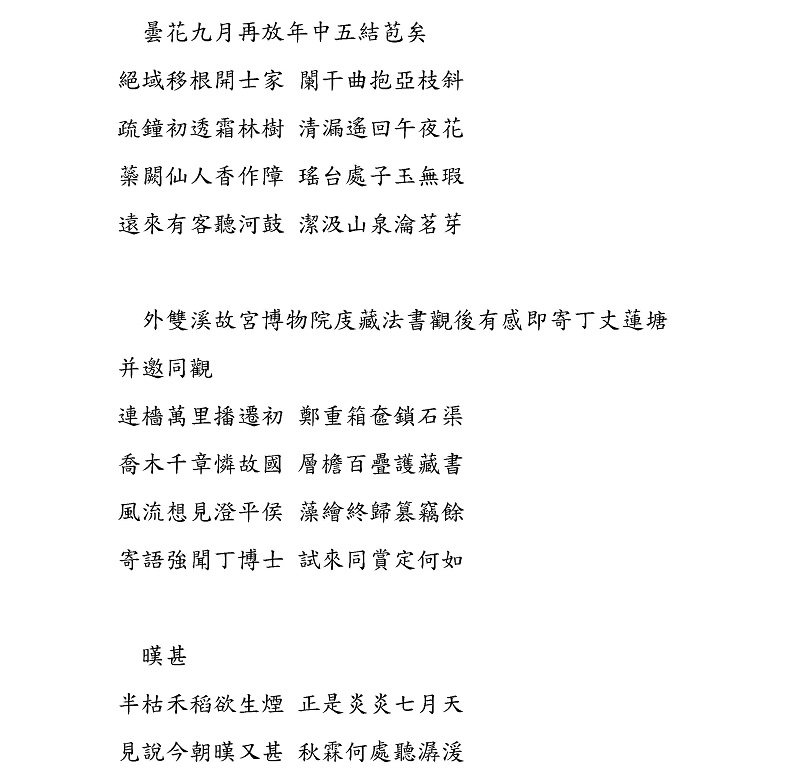 曇花九月再放年中五結苞矣
絕域移根開士家 闌干曲抱亞枝斜
疏鐘初透霜林樹 清漏遙回午夜花
蘂闕仙人香作障 瑤台處子玉無瑕
遠來有客聽河鼓 潔汲山泉瀹茗芽
外雙溪故宮博物院庋藏法書觀後有感即寄丁丈蓮塘
并邀同觀
連檣萬里播遷初 鄭重箱奩鎖石渠
喬木千章憐故國 層檐百疊護藏書
風流想見澄平侯 藻繪終歸篡竊餘
寄語強聞丁博士 試來同賞定何如
暵甚
半枯禾稻欲生煙 正是炎炎七月天
見說今朝暵又甚 秋霖何處聽潺湲